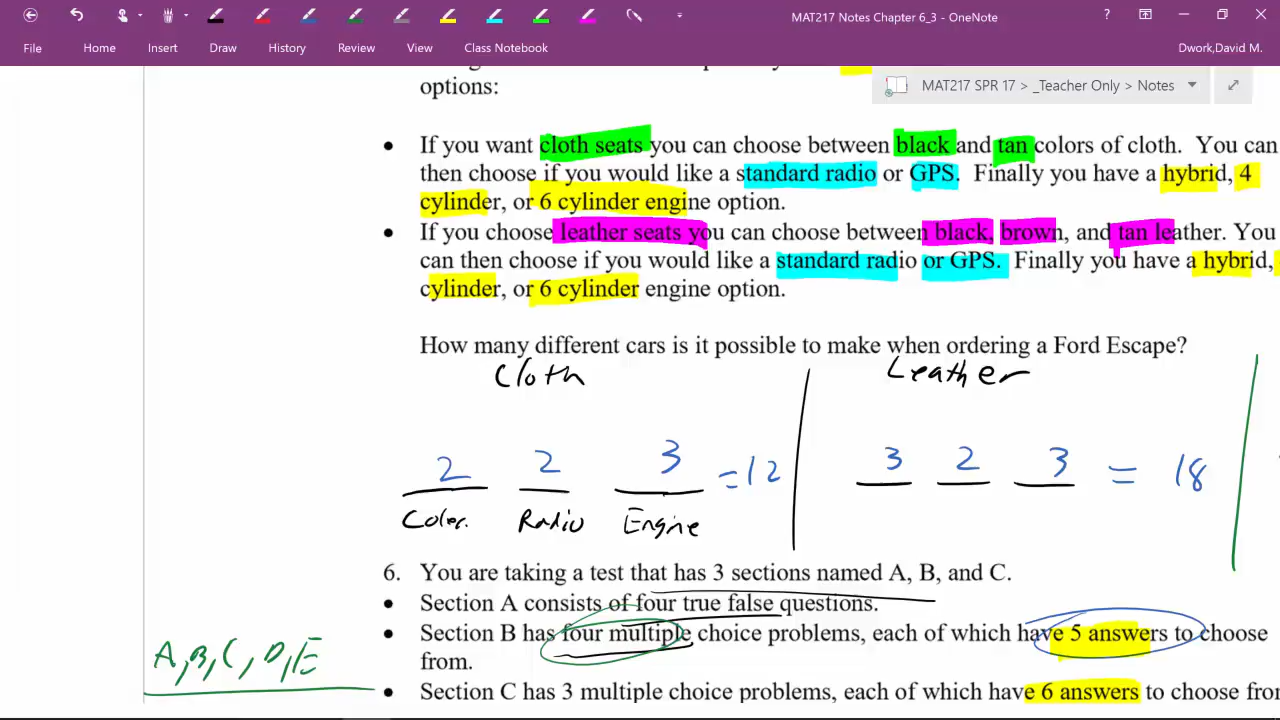 MAT217 Notes Chapter 6_3 - OneNote
?
File Home Insert Draw History Review View Class Notebook Dwork,David M.
MAT217 SPR 17 > _Teacher Only > Notes
options:
• If you want cloth seats you can choose between black and tan colors of cloth. You can
then choose if you would like a standard radio or GPS. Finally you have a hybrid, 4
cylinder, or 6 cylinder engine option.
• If you choose leather seats you can choose between black, brown, and tan leather. You
can then choose if you would like a standard radio or GPS. Finally you have a hybrid,
cylinder, or 6 cylinder engine option.
How many different cars is it possible to make when ordering a Ford Escape?
Cloth Leather
2 2 3 =12 3 2 3 = 18
Color. Radio Engine
6. You are taking a test that has 3 sections named A, B, and C.
• Section A consists of four true false questions.
• Section B has four multiple choice problems, each of which have 5 answers to choose
from.
A,B,C,D,E
• Section C has 3 multiple choice problems, each of which have 6 answers to choose from